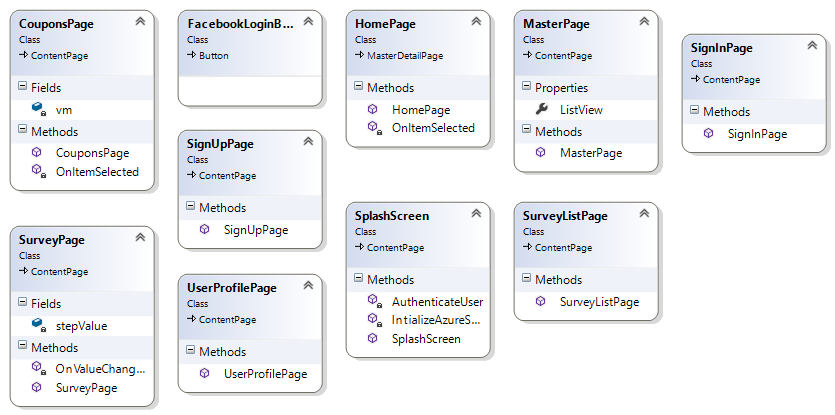 CouponsPage
Class
ContentPage
Fields
vm
Methods
CouponsPage
OnItemSelected
FacebookLoginB...
Class
Button
HomePage
Class
MasterDetailPage
Methods
HomePage
OnItemSelected
MasterPage
Class
ContentPage
Properties
ListView
Methods
MasterPage
SignInPage
Class
ContentPage
Methods
SignInPage
SignUpPage
Class
ContentPage
Methods
SignUpPage
SurveyPage
Class
ContentPage
Fields
stepValue
Methods
OnValueChang...
SurveyPage
UserProfilePage
Class
ContentPage
Methods
UserProfilePage
SplashScreen
Class
ContentPage
Methods
AuthenticateUser
IntializeAzureS...
SplashScreen
SurveyListPage
Class
ContentPage
Methods
SurveyListPage